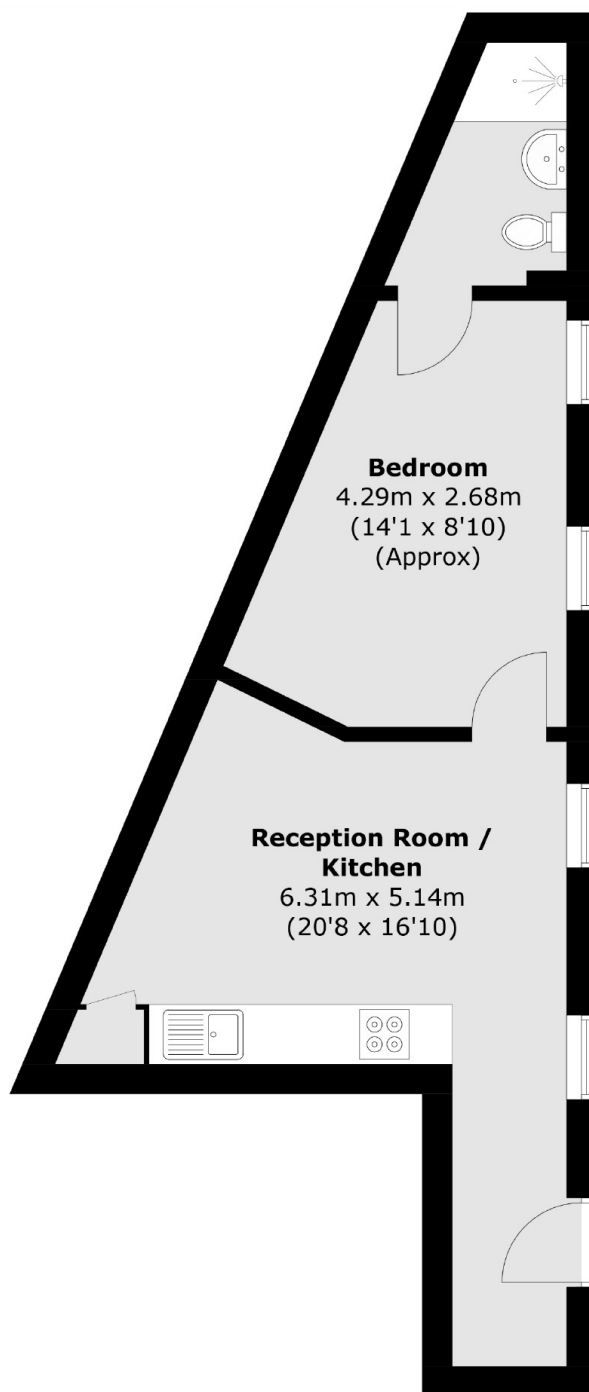 Bedroom
4.29m x 2.68m
(14'1 x 8'10)
(Approx)
Reception Room /
Kitchen
6.31m x 5.14m
(20'8 x 16'10)